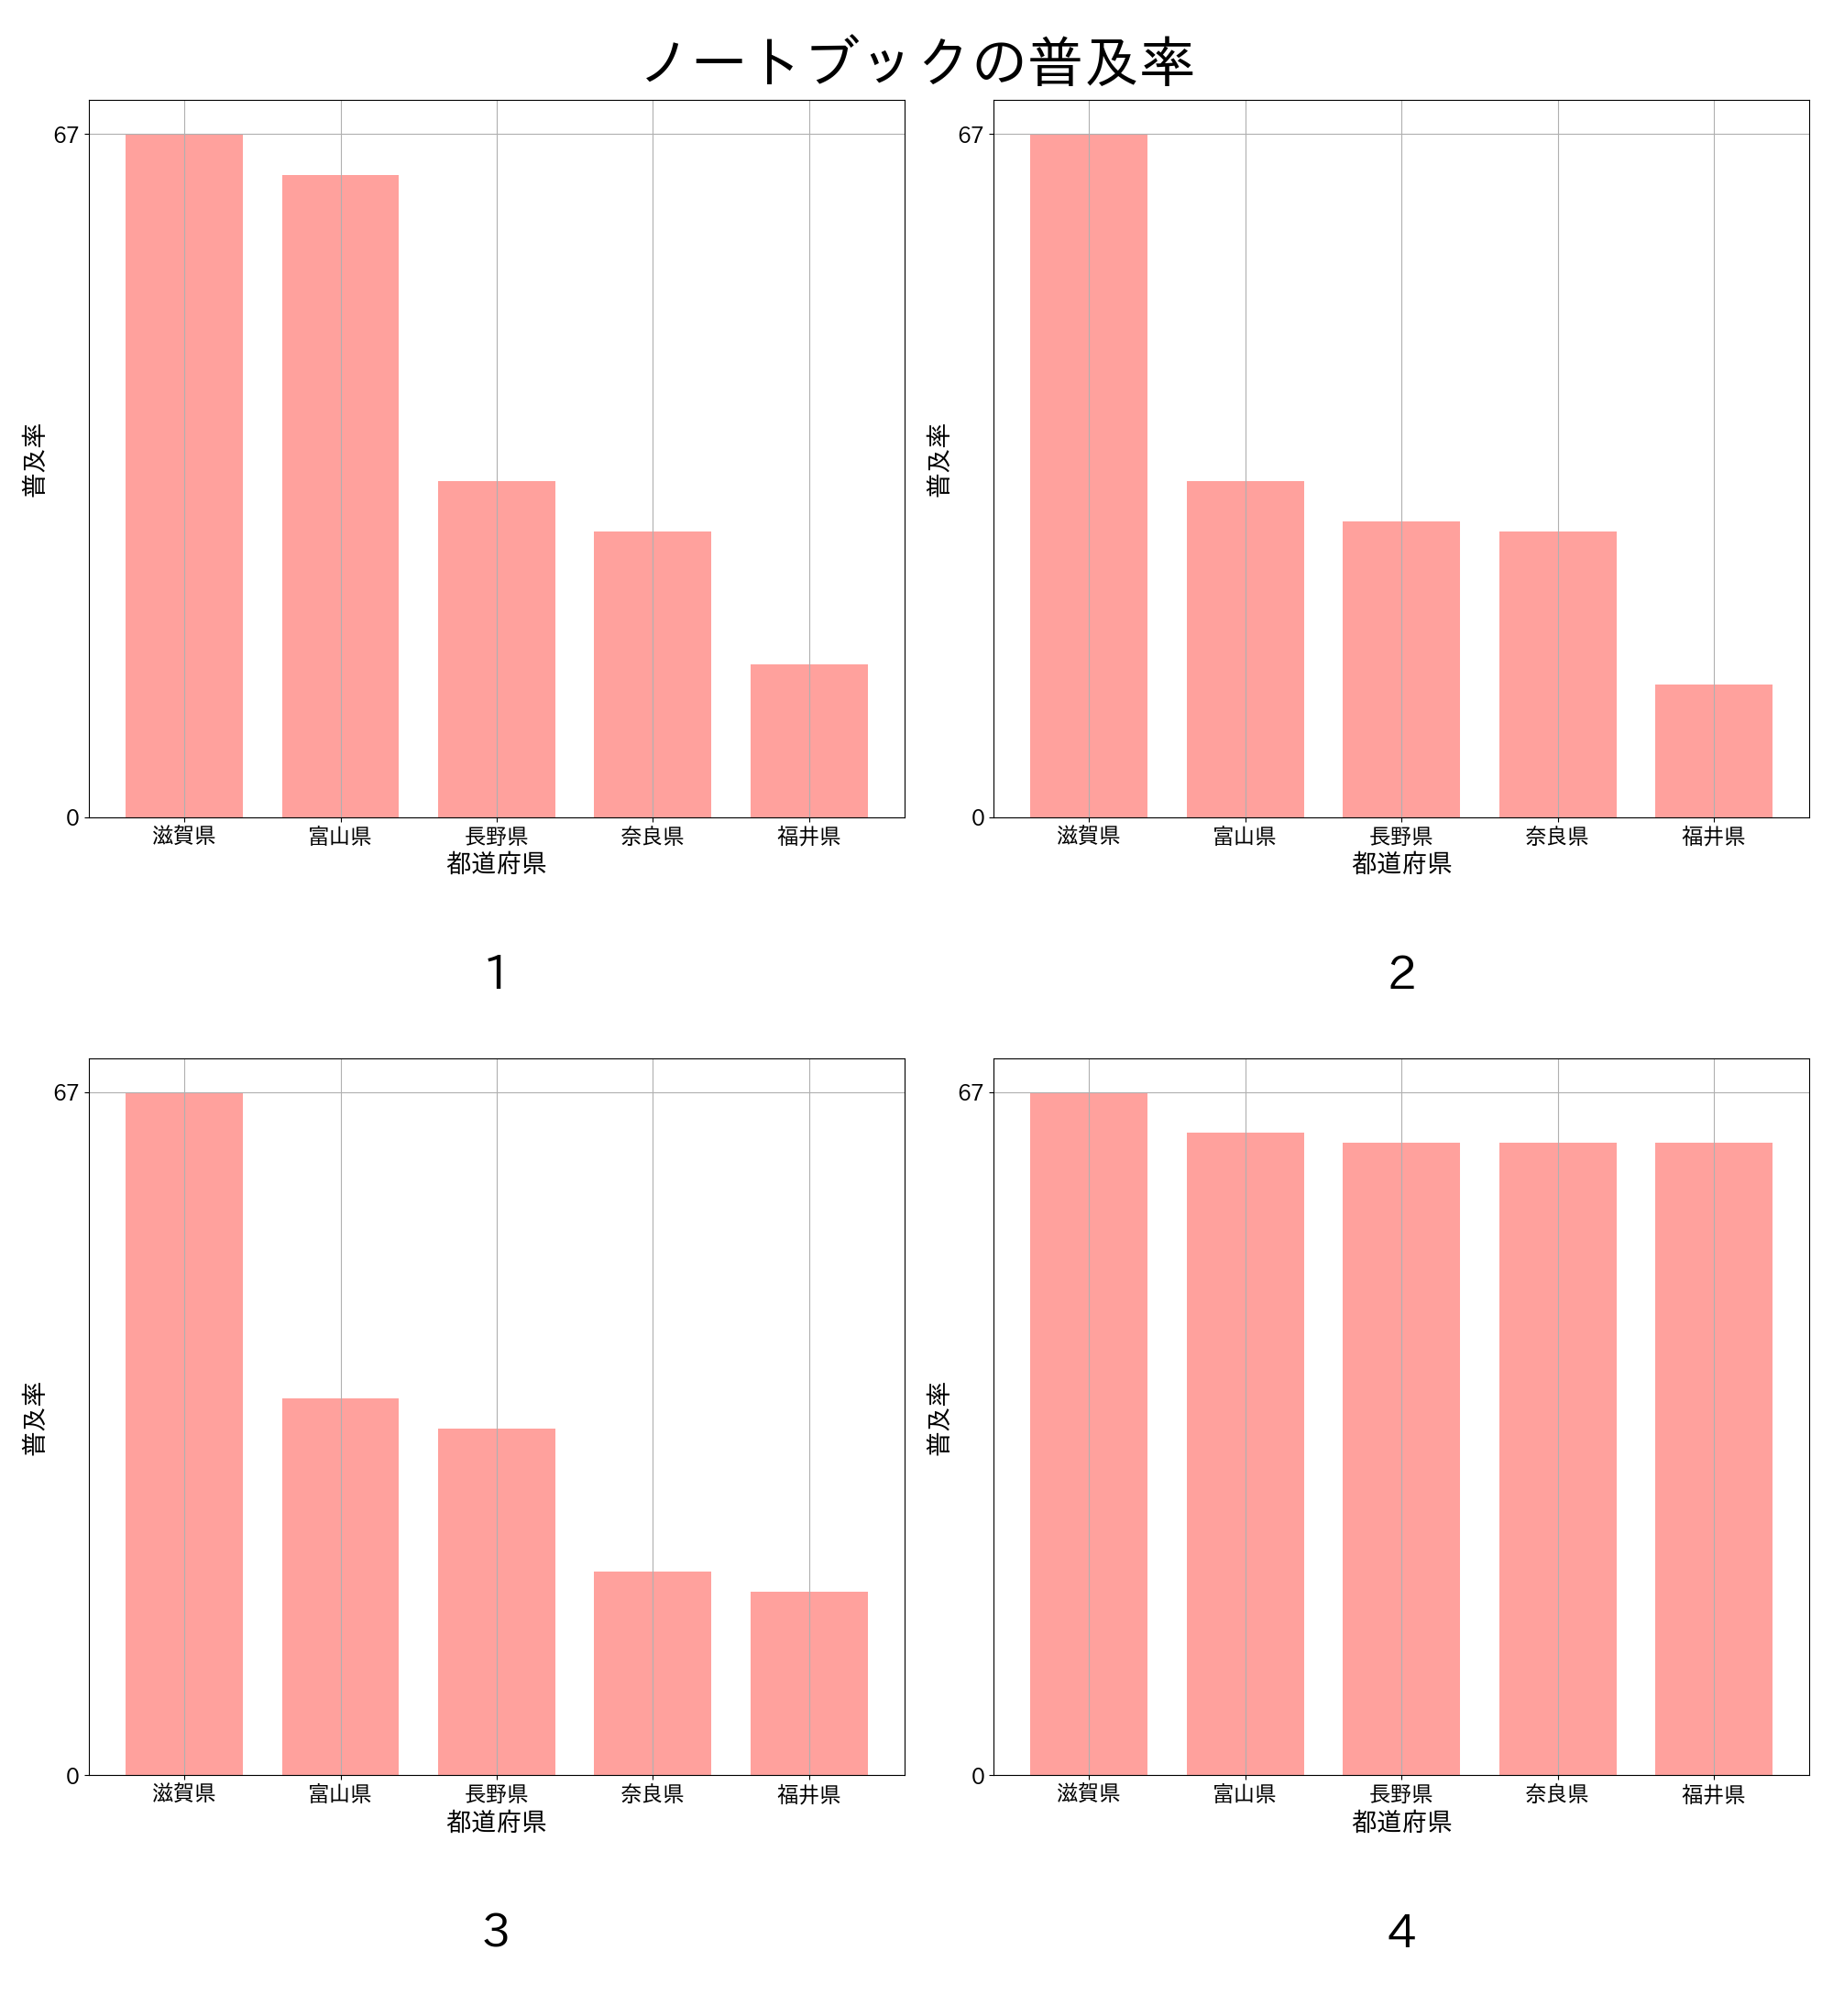 ノートブックの普及率
67
0
普及率
滋賀県 富山県 長野県 奈良県 福井県
都道府県
1
67
0
普及率
滋賀県 富山県 長野県 奈良県 福井県
都道府県
2
67
0
普及率
滋賀県 富山県 長野県 奈良県 福井県
都道府県
3
67
0
普及率
滋賀県 富山県 長野県 奈良県 福井県
都道府県
4